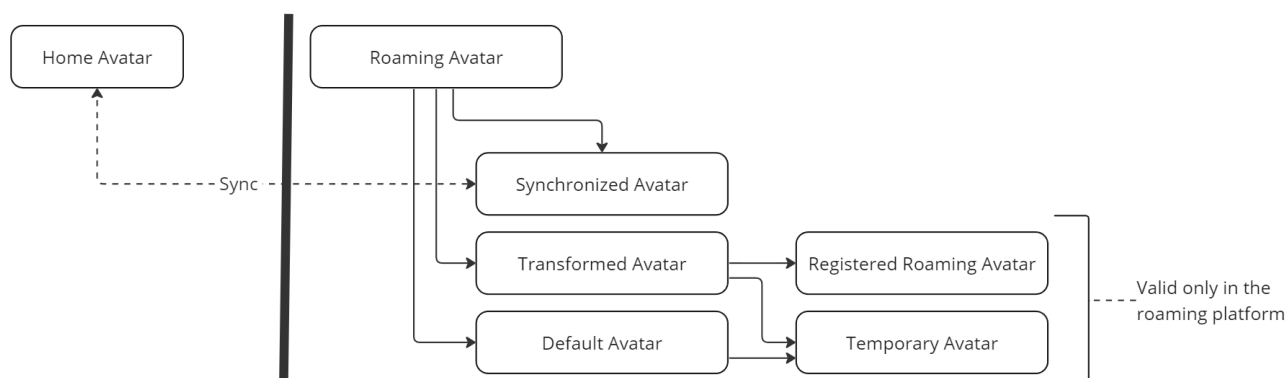 Home Avatar
Roaming Avatar
Sync
Synchronized Avatar
Transformed Avatar
Registered Roaming Avatar
Valid only in the
roaming platform
Default Avatar
Temporary Avatar